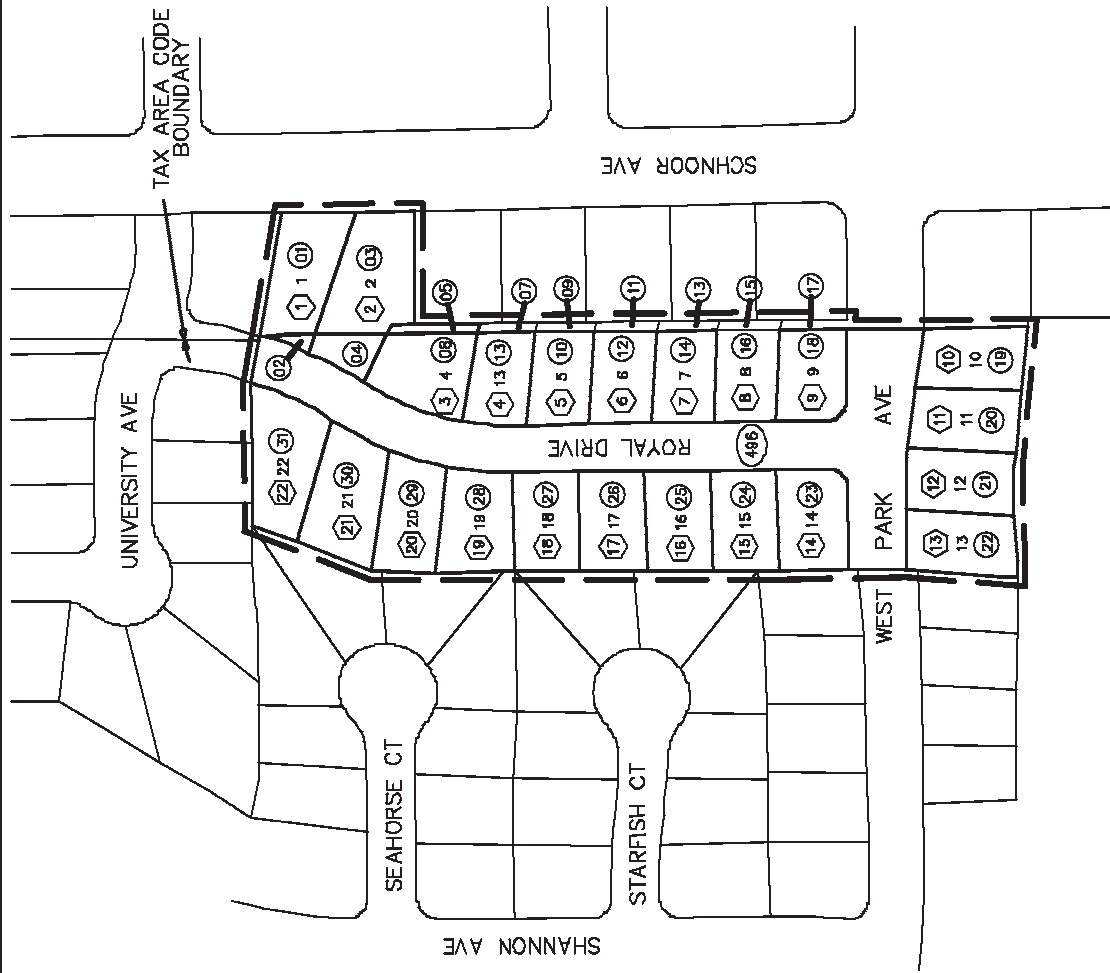 TAX AREA CODE
BOUNDARY
SCHNOOR AVE
1 1 01
2 2 03
02
04
05
07
09
11
13
15
17
3 4 08
4 13 13
5 5 10
6 6 12
7 7 14
8 8 16
9 9 18
10 10 19
11 11 20
12 12 21
13 13 22
UNIVERSITY AVE
ROYAL DRIVE
496
WEST PARK AVE
22 22 31
21 21 30
20 20 29
19 19 28
18 18 27
17 17 26
16 16 25
15 15 24
14 14 23
SEAHORSE CT
STARFISH CT
SHANNON AVE